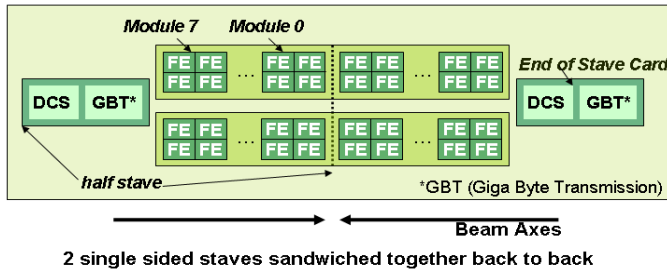 Module 7 Module 0
FE FE FE FE FE FE FE FE
FE FE ... FE FE FE FE ... FE FE
End of Stave Card
DCS GBT*
DCS GBT*
FE FE FE FE FE FE FE FE
FE FE ... FE FE FE FE ... FE FE
half stave
*GBT (Giga Byte Transmission)
Beam Axes
2 single sided staves sandwiched together back to back